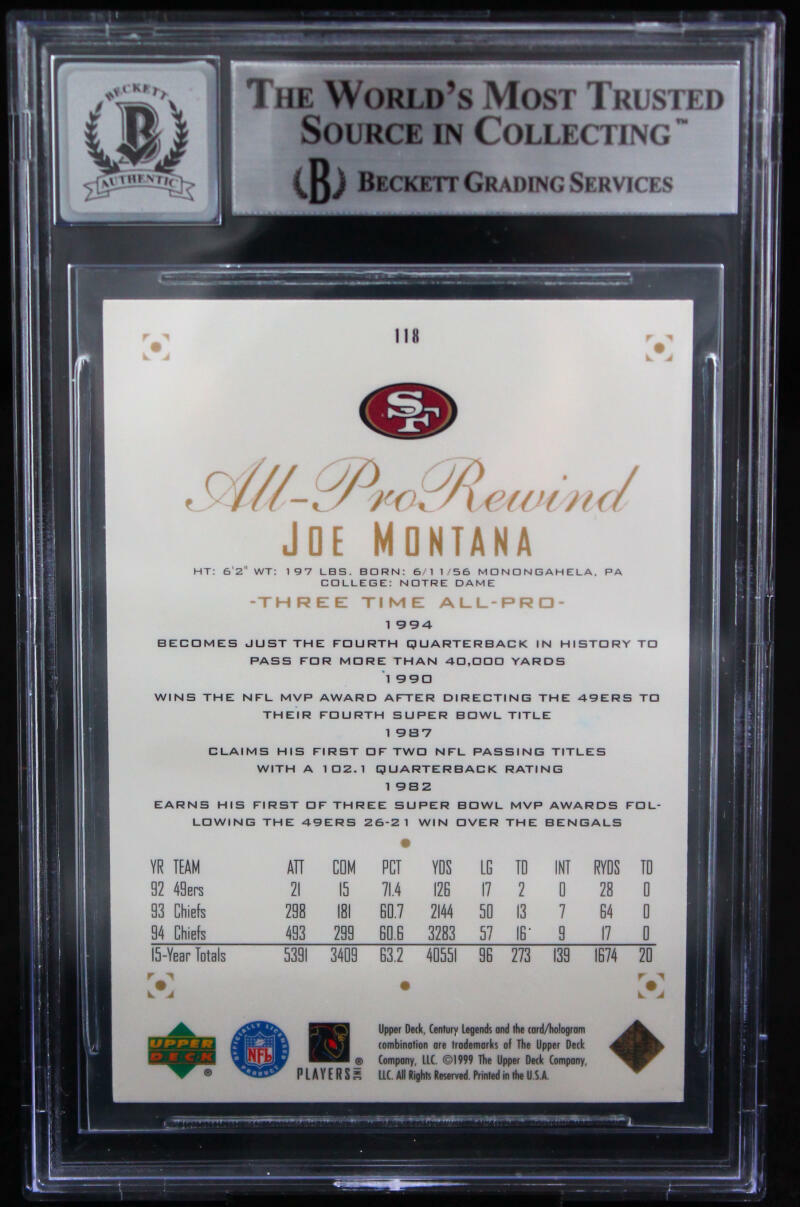 BECKETT
B
AUTHENTIC
THE WORLD'S MOST TRUSTED
SOURCE IN COLLECTING™
B BECKETT GRADING SERVICES
118
SF
All-Pro Rewind
JOE MONTANA
HT: 6'2" WT: 197 LBS. BORN: 6/11/56 MONONGAHELA, PA
COLLEGE: NOTRE DAME
-THREE TIME ALL-PRO-
1994
BECOMES JUST THE FOURTH QUARTERBACK IN HISTORY TO
PASS FOR MORE THAN 40,000 YARDS
1990
WINS THE NFL MVP AWARD AFTER DIRECTING THE 49ERS TO
THEIR FOURTH SUPER BOWL TITLE
1987
CLAIMS HIS FIRST OF TWO NFL PASSING TITLES
WITH A 102.1 QUARTERBACK RATING
1982
EARNS HIS FIRST OF THREE SUPER BOWL MVP AWARDS FOL-
LOWING THE 49ERS 26-21 WIN OVER THE BENGALS
YR TEAM ATT COM PCT YDS LG TD INT RYDS TD
92 49ers 21 15 71.4 126 17 2 0 28 0
93 Chiefs 298 181 60.7 2144 50 13 7 64 0
94 Chiefs 493 299 60.6 3283 57 16 9 17 0
15-Year Totals 5391 3409 63.2 40551 96 273 139 1674 20
UPPER
DECK®
OFFICIALLY LICENSED
NFL
PRODUCT
PLAYERS INC®
Upper Deck, Century Legends and the card/hologram
combination are trademarks of The Upper Deck
Company, LLC. ©1999 The Upper Deck Company,
LLC. All Rights Reserved. Printed in the U.S.A.